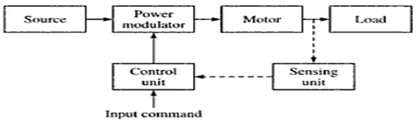 Source
Power
modulator
Motor
Load
Control
unit
Sensing
unit
Input command